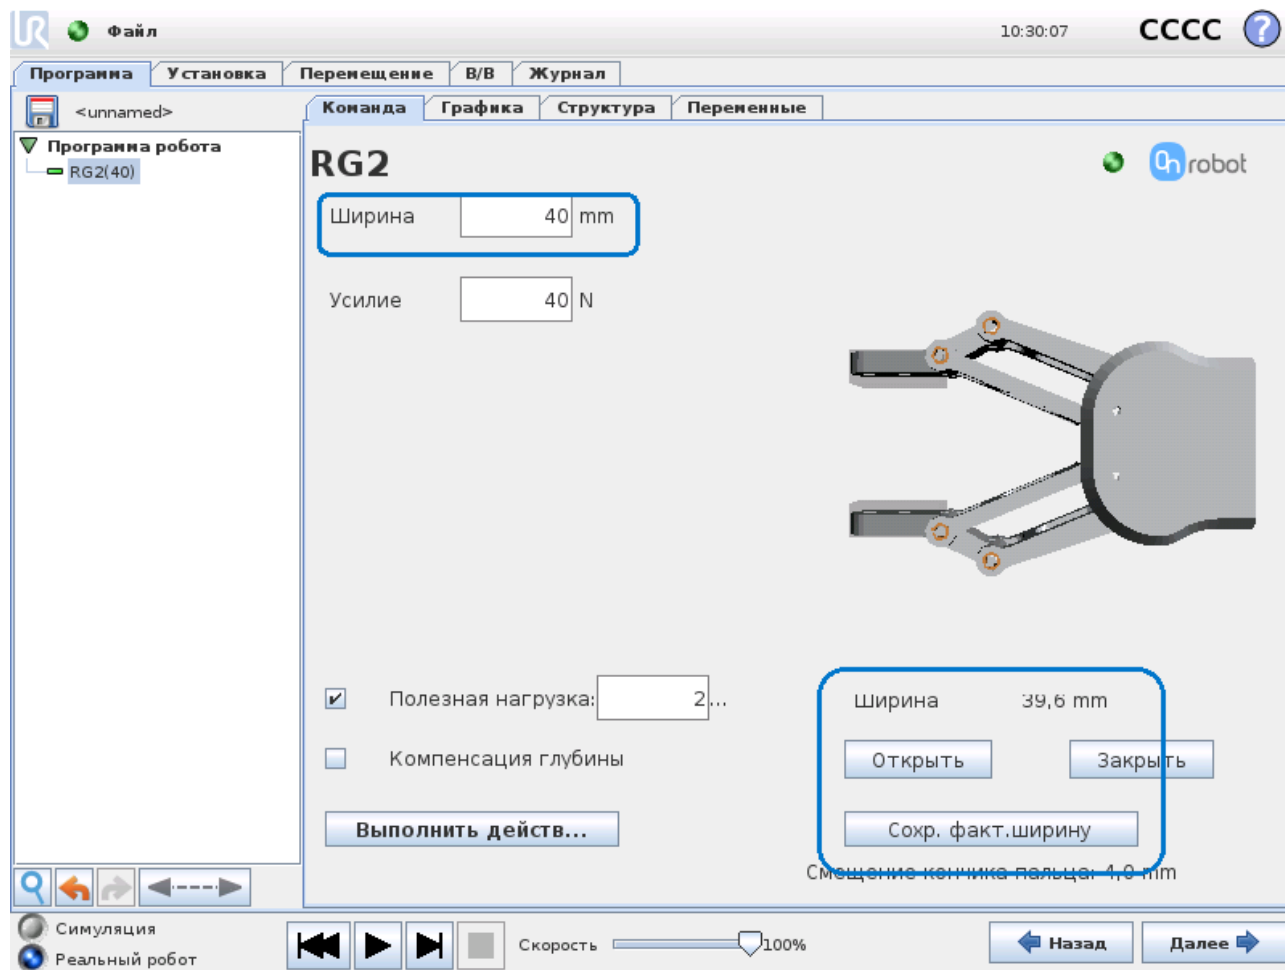 UR Файл 10:30:07 CCCC ?
Программа Установка Перемещение В/В Журнал
<unnamed>
Команда Графика Структура Переменные
Программа робота
RG2(40)
RG2
On robot
Ширина 40 mm
Усилие 40 N
Полезная нагрузка: 2...
Ширина 39,6 mm
Компенсация глубины
Открыть Закрыть
Выполнить действ...
Сохр. факт.ширину
Смещение кончика пальца: 4,0 mm
Симуляция
Реальный робот
Скорость 100%
Назад Далее